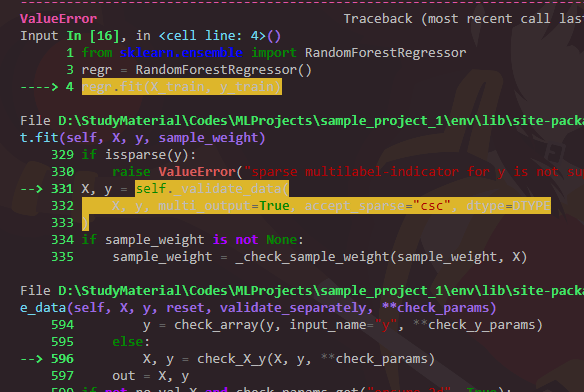 ValueError Traceback (most recent call las
Input In [16], in <cell line: 4>()
1 from sklearn.ensemble import RandomForestRegressor
3 regr = RandomForestRegressor()
----> 4 regr.fit(X_train, y_train)
File D:\StudyMaterial\Codes\MLProjects\sample_project_1\env\lib\site-packa
t.fit(self, X, y, sample_weight)
329 if issparse(y):
330 raise ValueError("sparse multilabel-indicator for y is not su
--> 331 X, y = self._validate_data(
332 X, y, multi_output=True, accept_sparse="csc", dtype=DTYPE
333 )
334 if sample_weight is not None:
335 sample_weight = _check_sample_weight(sample_weight, X)
File D:\StudyMaterial\Codes\MLProjects\sample_project_1\env\lib\site-packa
e_data(self, X, y, reset, validate_separately, **check_params)
594 y = check_array(y, input_name="y", **check_y_params)
595 else:
--> 596 X, y = check_X_y(X, y, **check_params)
597 out = X, y
599 if not no_val_X and check_params.get("ensure_2d", True):